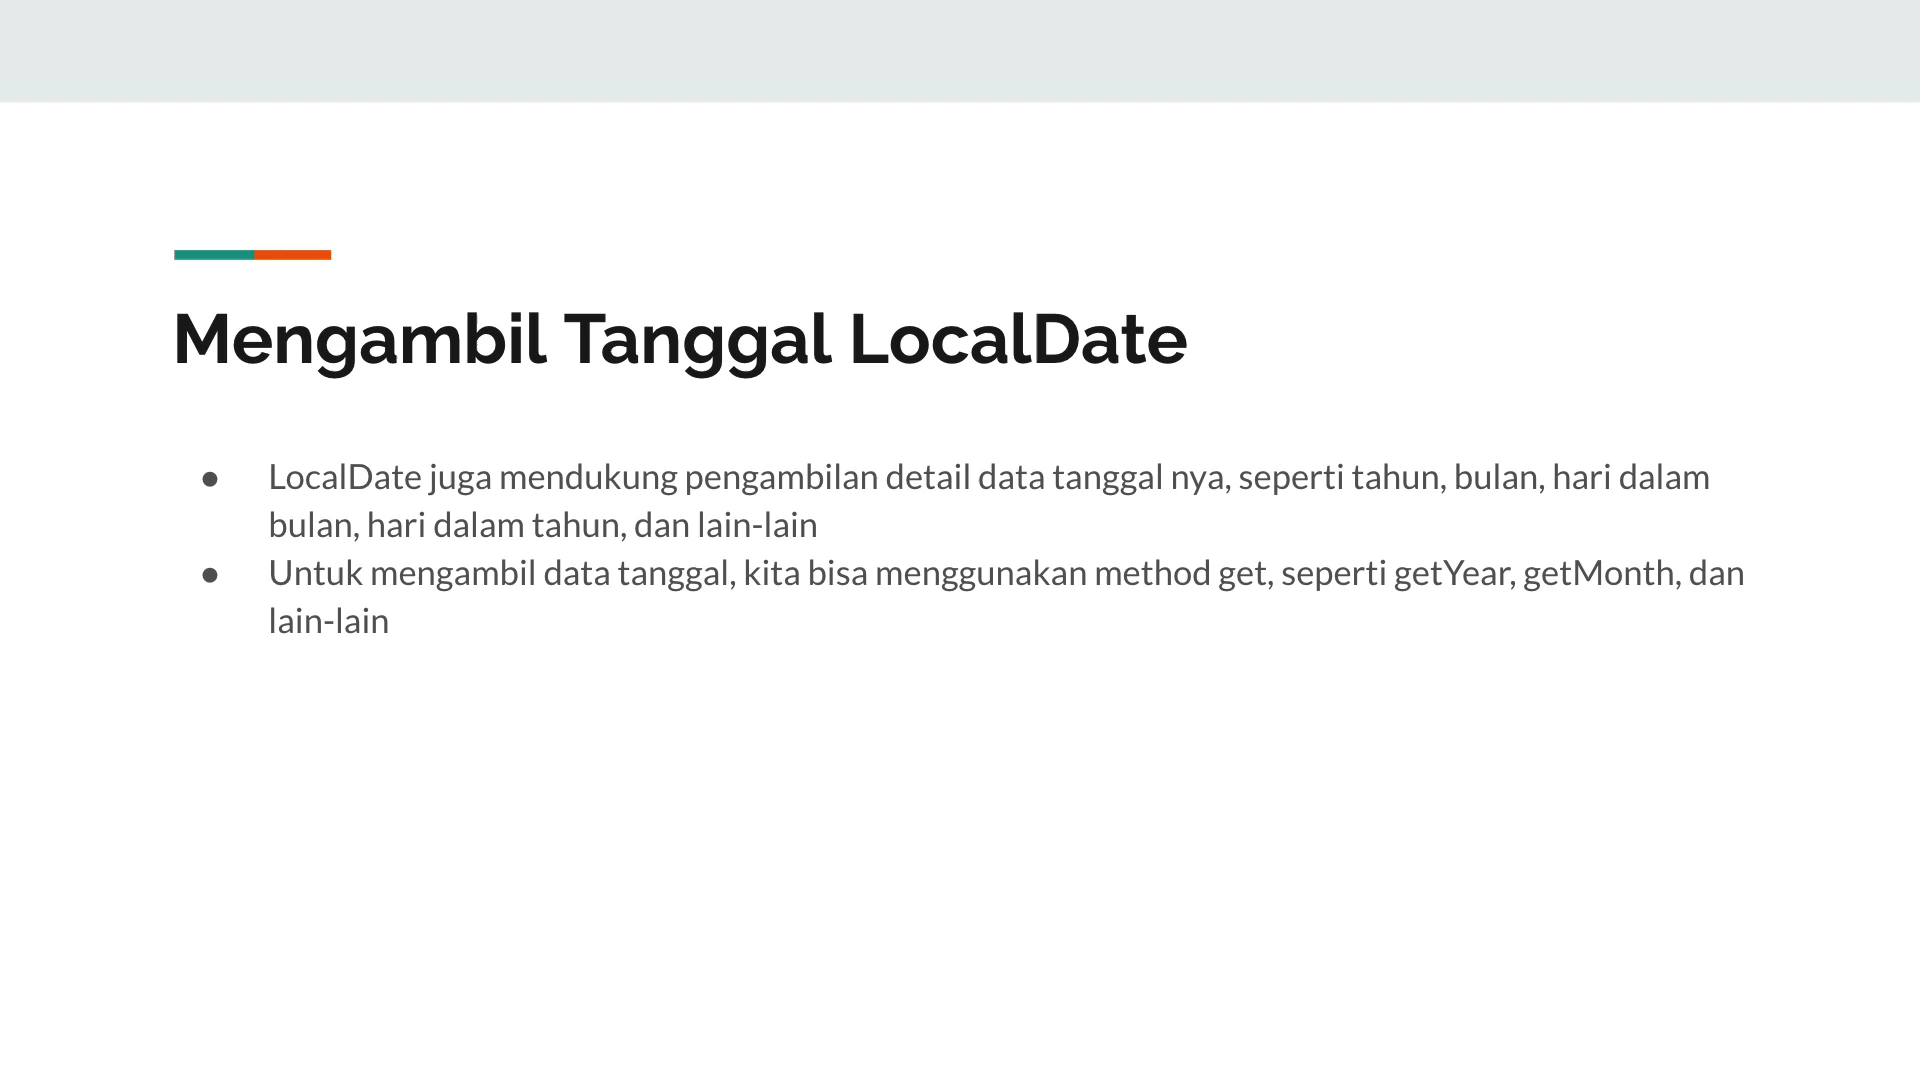 Mengambil Tanggal LocalDate
● LocalDate juga mendukung pengambilan detail data tanggal nya, seperti tahun, bulan, hari dalam
bulan, hari dalam tahun, dan lain-lain
● Untuk mengambil data tanggal, kita bisa menggunakan method get, seperti getYear, getMonth, dan
lain-lain